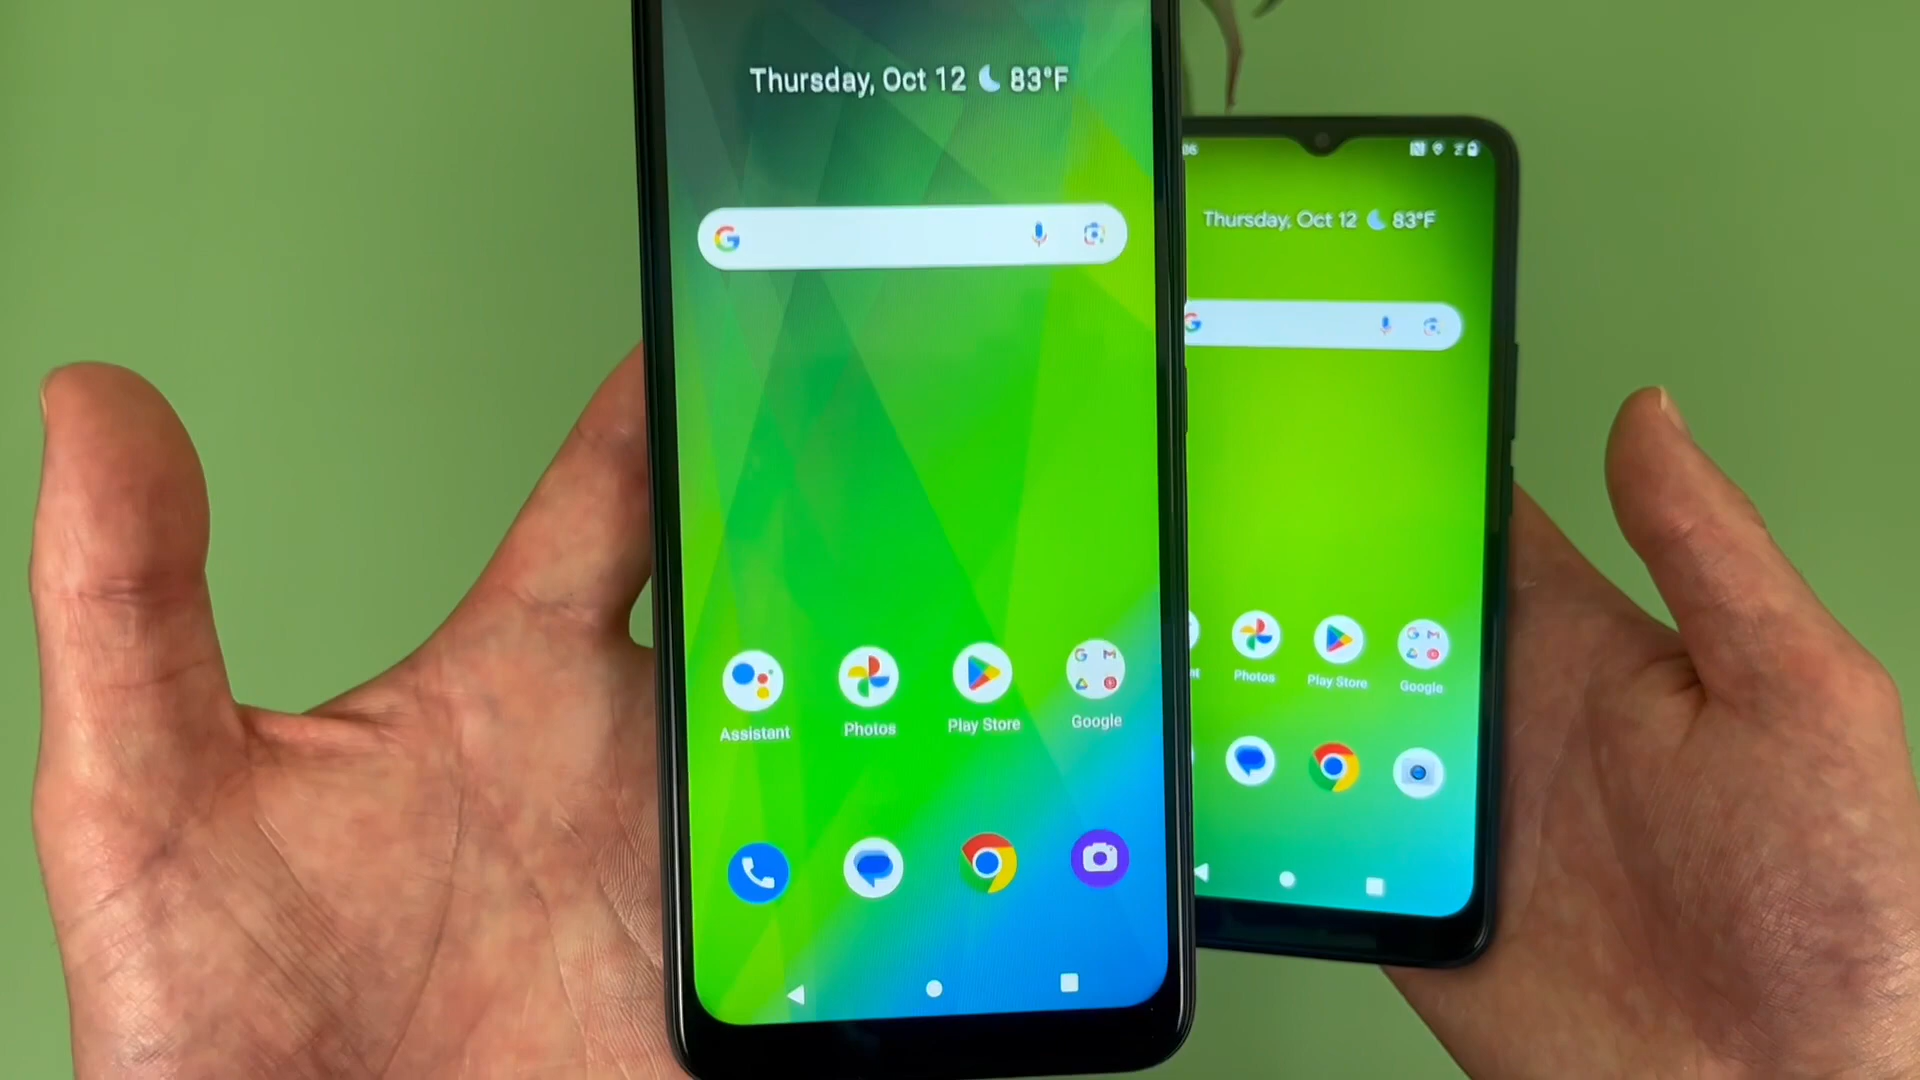 Thursday, Oct 12 83°F
Assistant Photos Play Store Google
Thursday, Oct 12 83°F
Photos Play Store Google